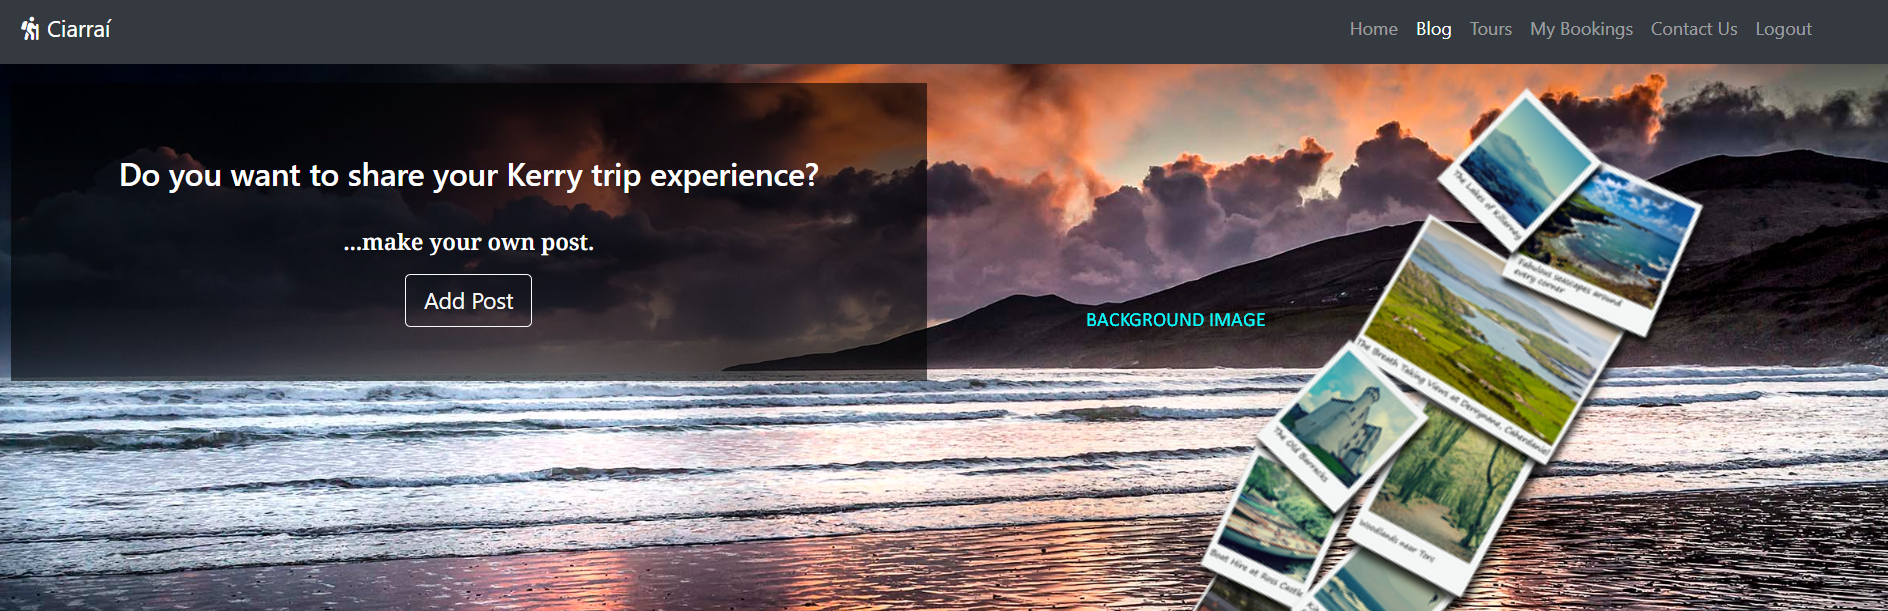 Ciarraí
Home Blog Tours My Bookings Contact Us Logout
Do you want to share your Kerry trip experience?
...make your own post.
Add Post
BACKGROUND IMAGE
The Lakes of Killarney
Fabulous seascapes around
every corner
The Breath Taking Views at Derrynane, Caherdaniel
The Old Barracks
Woodlands near Torc
Boat Hire at Ross Castle